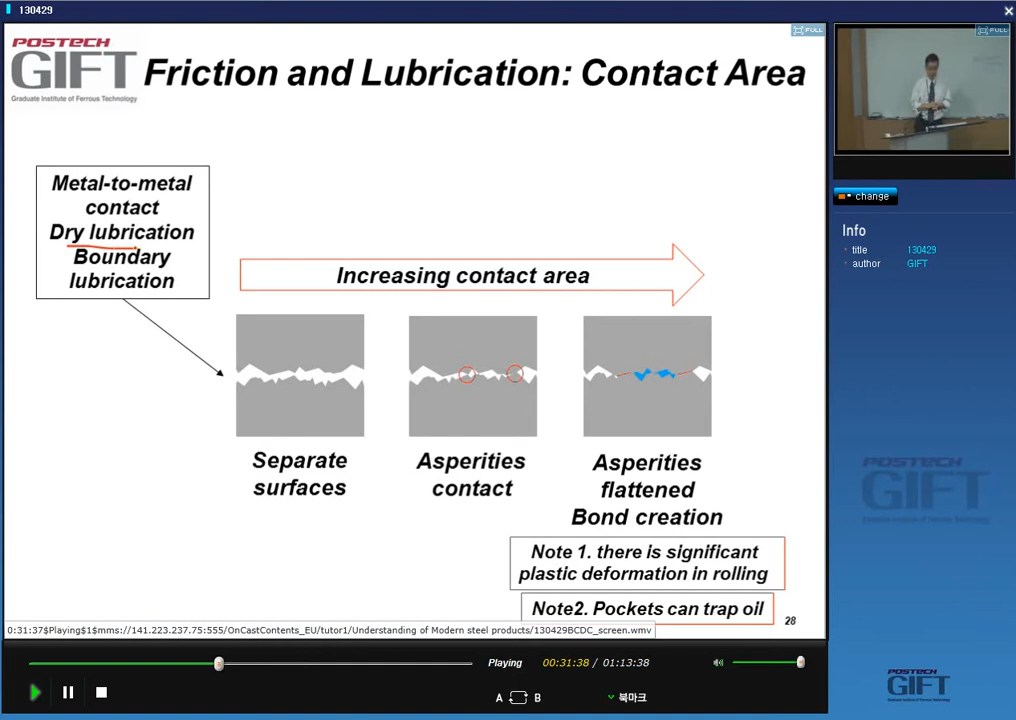 130429
FULL
POSTECH
GIFT
Graduate Institute of Ferrous Technology
Friction and Lubrication: Contact Area
Metal-to-metal
contact
Dry lubrication
Boundary
lubrication
Increasing contact area
Separate
surfaces
Asperities
contact
Asperities
flattened
Bond creation
Note 1. there is significant
plastic deformation in rolling
Note2. Pockets can trap oil
28
0:31:37$Playing$1$mms://141.223.237.75:555/OnCastContents_EU/tutor1/Understanding of Modern steel products/130429BCDC_screen.wmv
Playing
00:31:38 / 01:13:38
A
B
북마크
FULL
change
Info
title
130429
author
GIFT
POSTECH
GIFT
POSTECH
GIFT